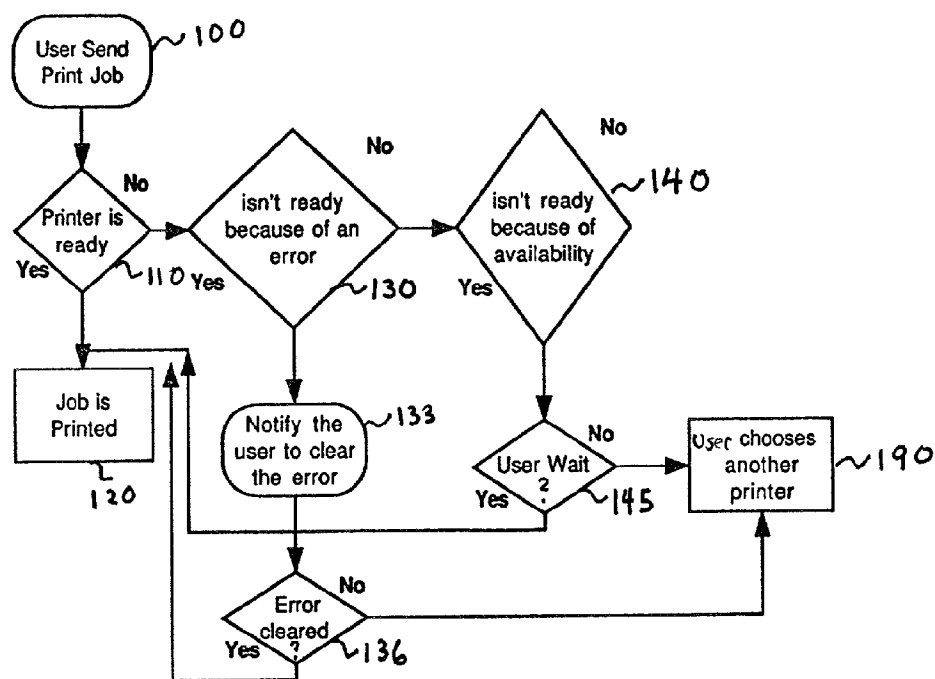 User Send
Print Job
100
No
Printer is
ready
Yes
110
Job is
Printed
120
No
isn't ready
because of an
error
Yes
130
Notify the
user to clear
the error
133
No
Error
cleared
?
Yes
136
No
isn't ready
because of
availability
Yes
140
No
User Wait
?
Yes
145
User chooses
another
printer
190